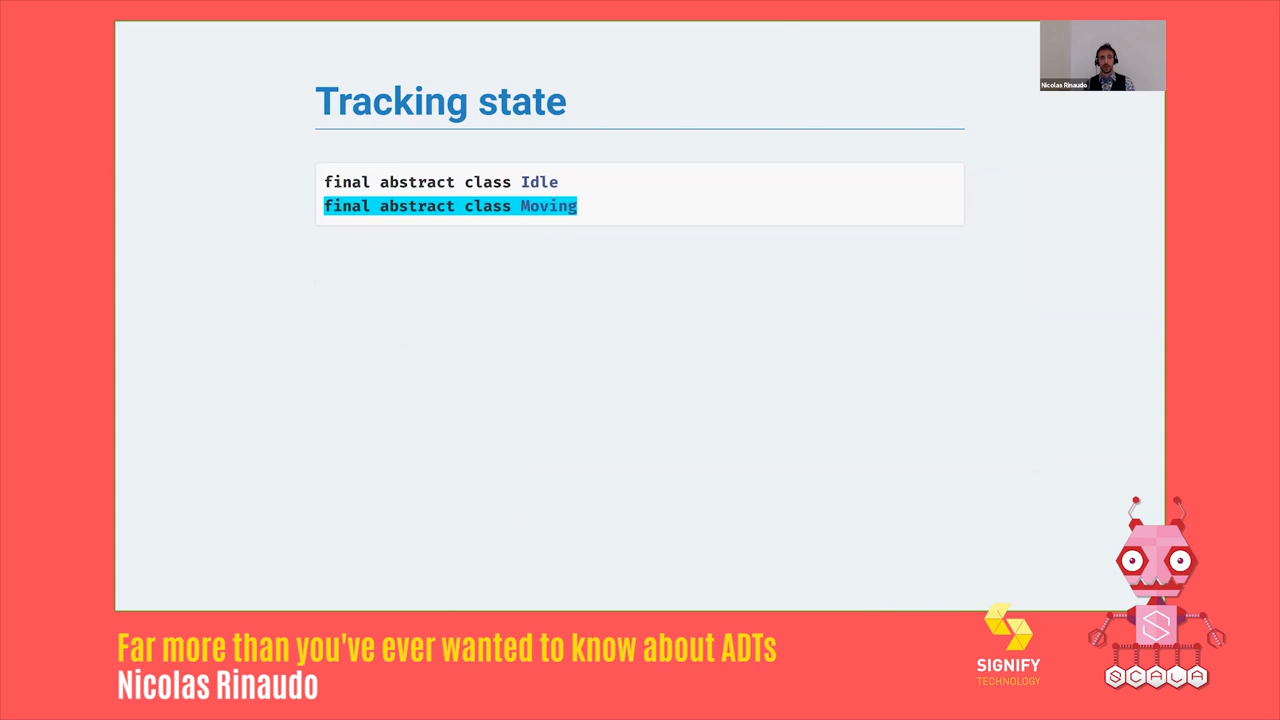 Nicolas Rinaudo
Tracking state
final abstract class Idle
final abstract class Moving
Far more than you've ever wanted to know about ADTs
Nicolas Rinaudo
SIGNIFY
TECHNOLOGY
SCALA